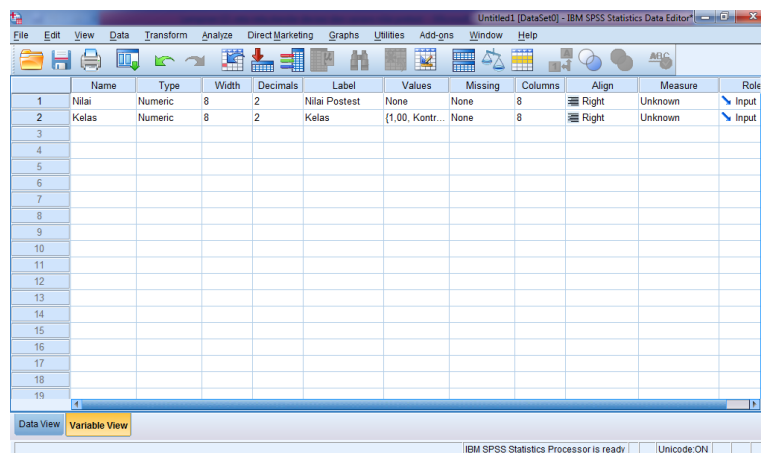 Untitled1 [DataSet0] - IBM SPSS Statistics Data Editor*
File Edit View Data Transform Analyze Direct Marketing Graphs Utilities Add-ons Window Help
Name Type Width Decimals Label Values Missing Columns Align Measure Role
1 Nilai Numeric 8 2 Nilai Postest None None 8 Right Unknown Input
2 Kelas Numeric 8 2 Kelas {1,00, Kontr... None 8 Right Unknown Input
3
4
5
6
7
8
9
10
11
12
13
14
15
16
17
18
19
Data View Variable View
IBM SPSS Statistics Processor is ready Unicode:ON